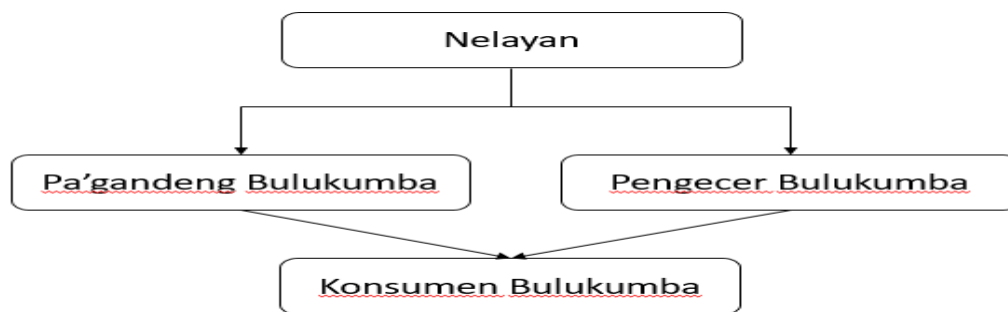 Nelayan
Pa'gandeng Bulukumba
Pengecer Bulukumba
Konsumen Bulukumba